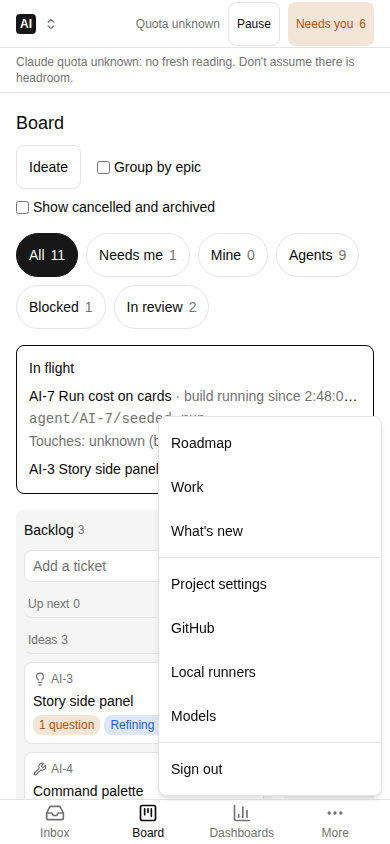 AI
Quota unknown
Pause
Needs you 6
Claude quota unknown: no fresh reading. Don't assume there is
headroom.
Board
Ideate
Group by epic
Show cancelled and archived
All 11
Needs me 1
Mine 0
Agents 9
Blocked 1
In review 2
In flight
AI-7 Run cost on cards · build running since 2:48:0…
agent/AI-7/seeded-run
Touches: unknown (b
AI-3 Story side panel
Roadmap
Work
What's new
Project settings
GitHub
Local runners
Models
Sign out
Backlog 3
Add a ticket
Up next 0
Ideas 3
AI-3
Story side panel
1 question
Refining
AI-4
Command palette
Inbox
Board
Dashboards
More